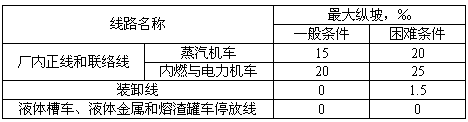 线路名称 最大纵坡，‰
一般条件 困难条件
厂内正线和联络线 蒸汽机车 15 20
内燃与电力机车 20 25
装卸线 0 1.5
液体槽车、液体金属和熔渣罐车停放线 0 0